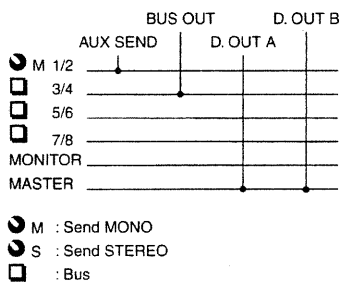 BUS OUT D. OUT B
AUX SEND D. OUT A
M 1/2
3/4
5/6
7/8
MONITOR
MASTER
M : Send MONO
S : Send STEREO
: Bus